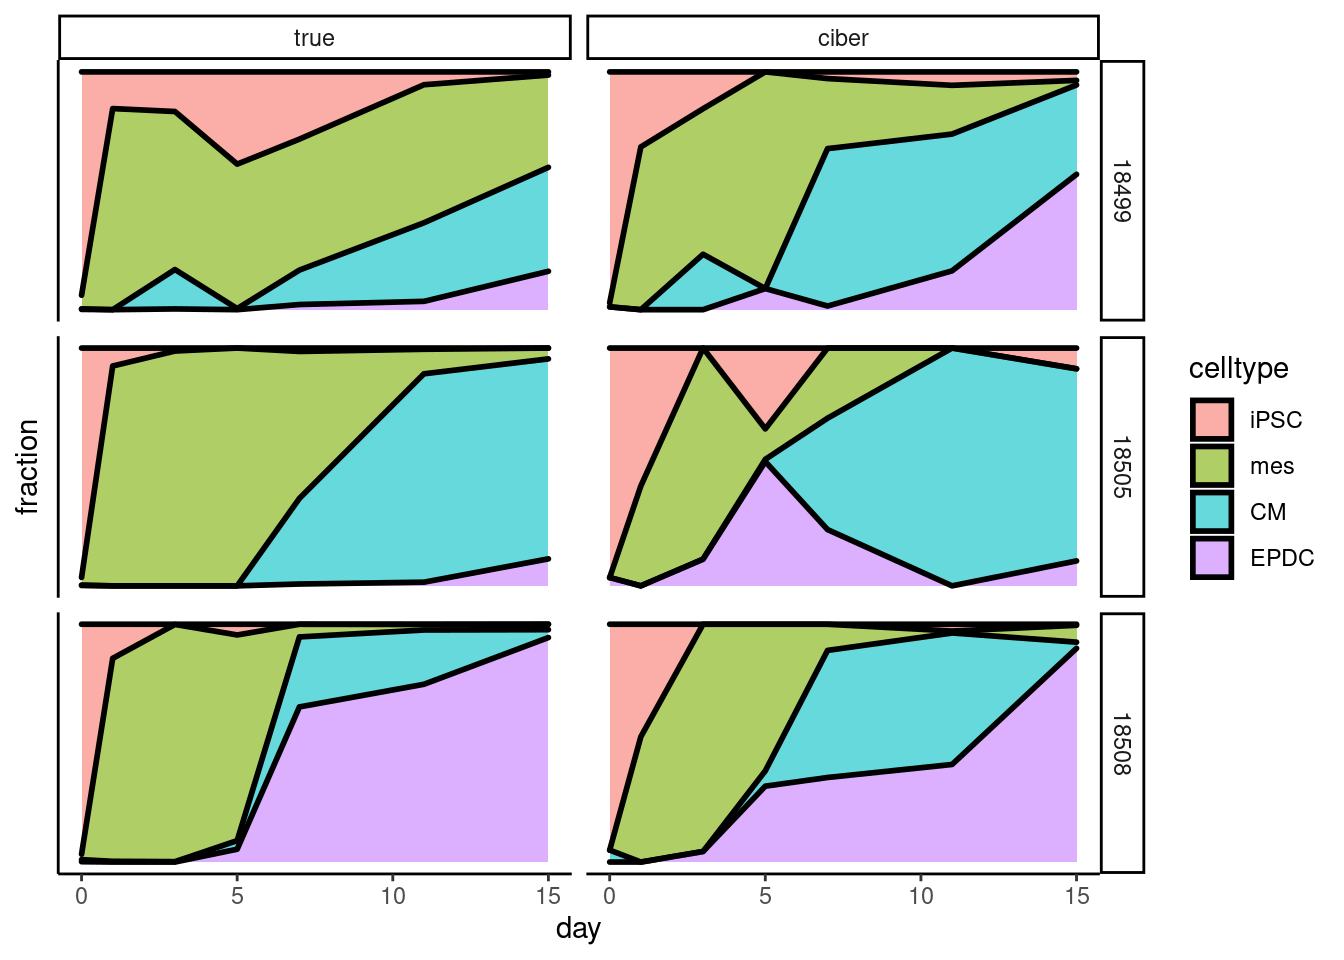 true
ciber
18499
18505
18508
fraction
celltype
iPSC
mes
CM
EPDC
0 5 10 15
0 5 10 15
day